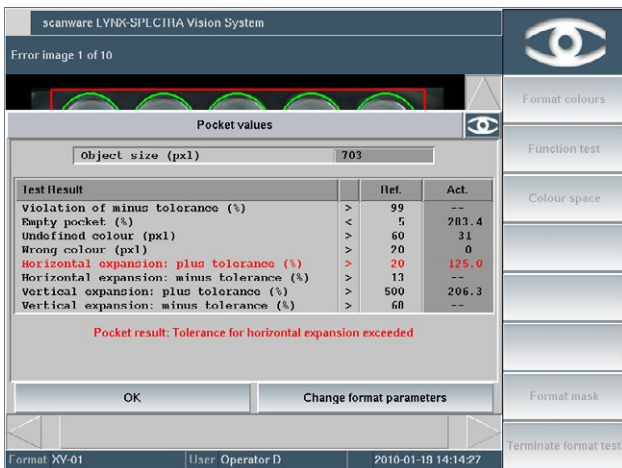 scanware LYNX-SPECTRA Vision System
Error image 1 of 10
Pocket values
Object size (pxl) 703
Test Result Ref. Act.
Violation of minus tolerance (%) > 99 --
Empty pocket (%) < 5 203.4
Undefined colour (pxl) > 60 31
Wrong colour (pxl) > 20 0
Horizontal expansion: plus tolerance (%) > 20 125.0
Horizontal expansion: minus tolerance (%) > 13 --
Vertical expansion: plus tolerance (%) > 500 206.3
Vertical expansion: minus tolerance (%) > 60 --
Pocket result: Tolerance for horizontal expansion exceeded
OK Change format parameters
Format XY-01 User Operator D 2010-01-19 14:14:27
Format colours
Function test
Colour space
Format mask
Terminate format test